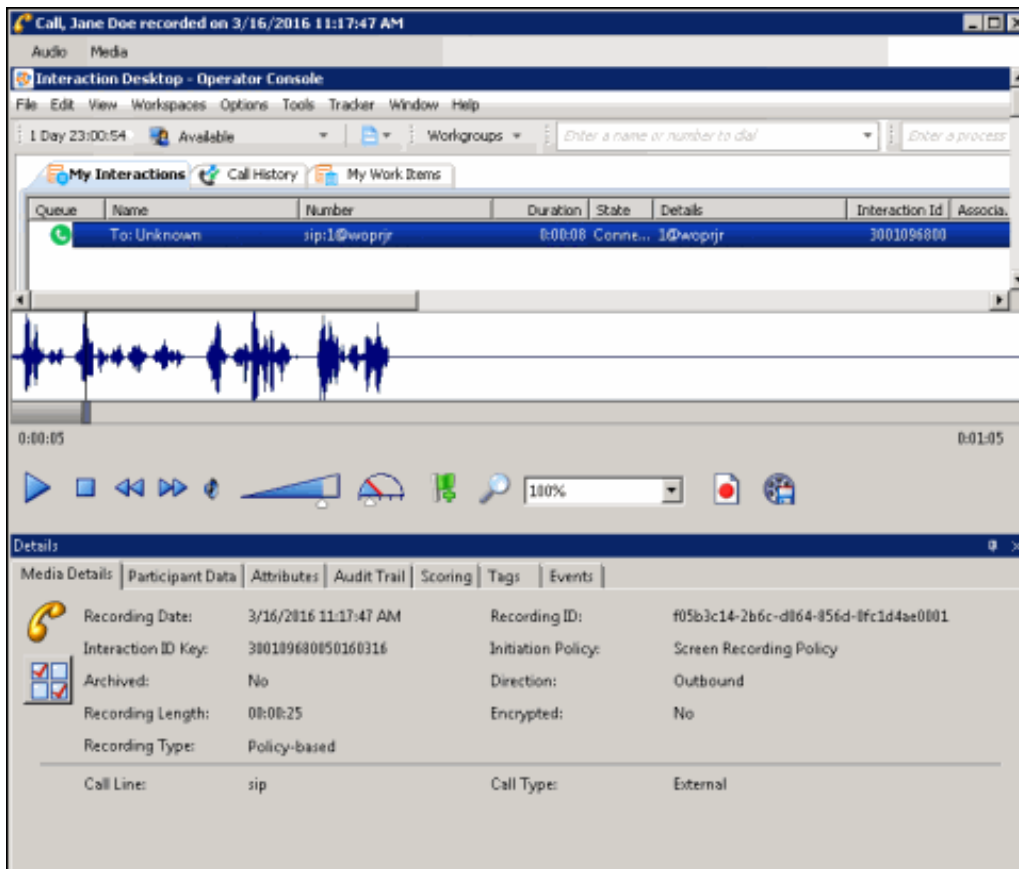 Call, Jane Doe recorded on 3/16/2016 11:17:47 AM
Audio Media
Interaction Desktop - Operator Console
File Edit View Workspaces Options Tools Tracker Window Help
1 Day 23:00:54 Available Workgroups Enter a name or number to dial Enter a process
My Interactions Call History My Work Items
Queue Name Number Duration State Details Interaction Id Associa.
To: Unknown sip:1@woprjr 0:00:08 Conne... 1@woprjr 3001096800
0:00:05 0:01:05
100%
Details
Media Details Participant Data Attributes Audit Trail Scoring Tags Events
Recording Date: 3/16/2016 11:17:47 AM Recording ID: f05b3c14-2b6c-d064-856d-0fc1d4ae0001
Interaction ID Key: 300109680050160316 Initiation Policy: Screen Recording Policy
Archived: No Direction: Outbound
Recording Length: 00:00:25 Encrypted: No
Recording Type: Policy-based
Call Line: sip Call Type: External